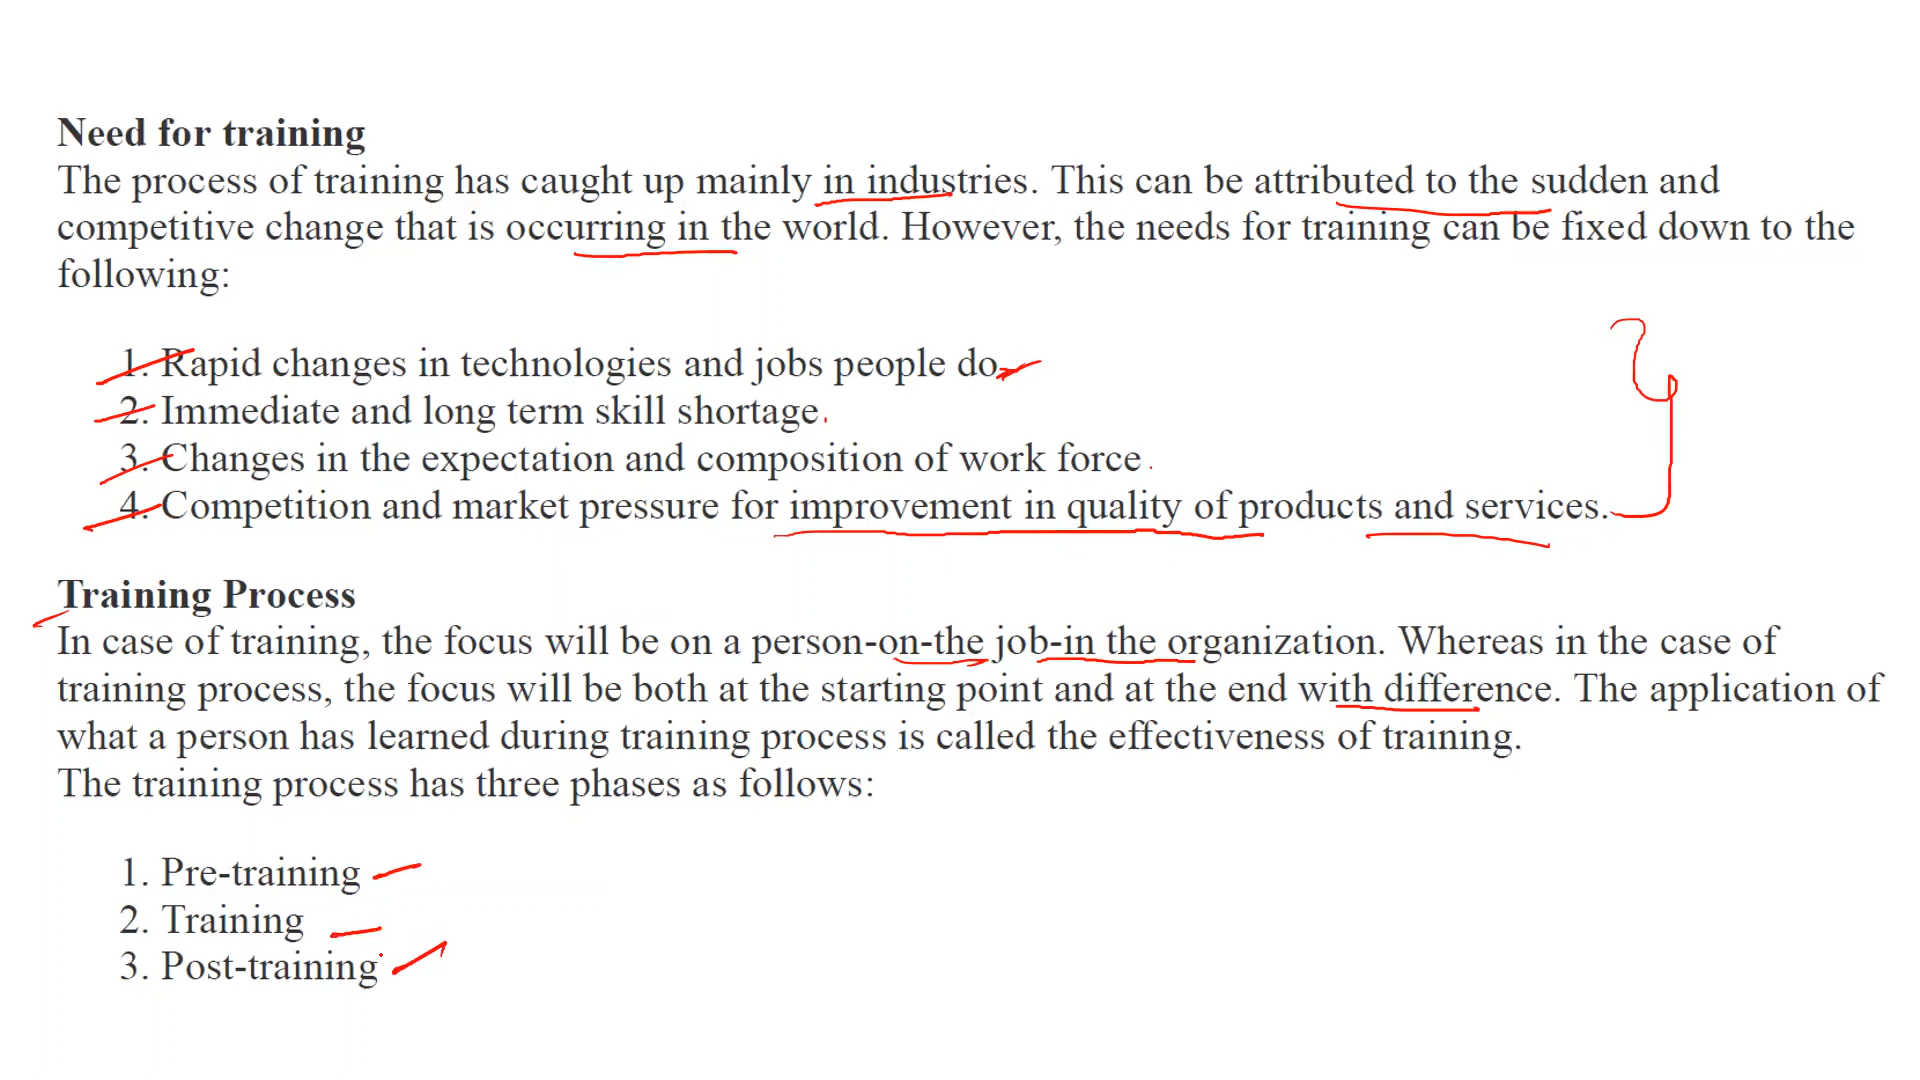 Need for training
The process of training has caught up mainly in industries. This can be attributed to the sudden and
competitive change that is occurring in the world. However, the needs for training can be fixed down to the
following:
1. Rapid changes in technologies and jobs people do
2. Immediate and long term skill shortage.
3. Changes in the expectation and composition of work force.
4. Competition and market pressure for improvement in quality of products and services.
Training Process
In case of training, the focus will be on a person-on-the job-in the organization. Whereas in the case of
training process, the focus will be both at the starting point and at the end with difference. The application of
what a person has learned during training process is called the effectiveness of training.
The training process has three phases as follows:
1. Pre-training
2. Training
3. Post-training